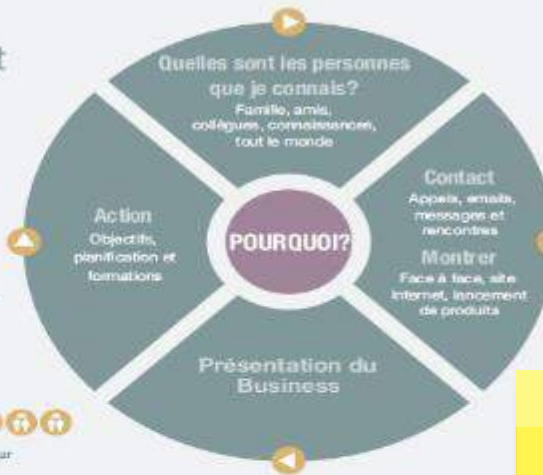 t
Quelles sont les personnes
que je connais?
Famille, amis,
collègues, connaissances,
tout le monde
Contact
Appels, emails,
messages et
rencontres
Montrer
Face à face, site
Internet, lancement
de produits
Action
Objectifs,
planification et
formations
POURQUOI?
Présentation du
Business
ur